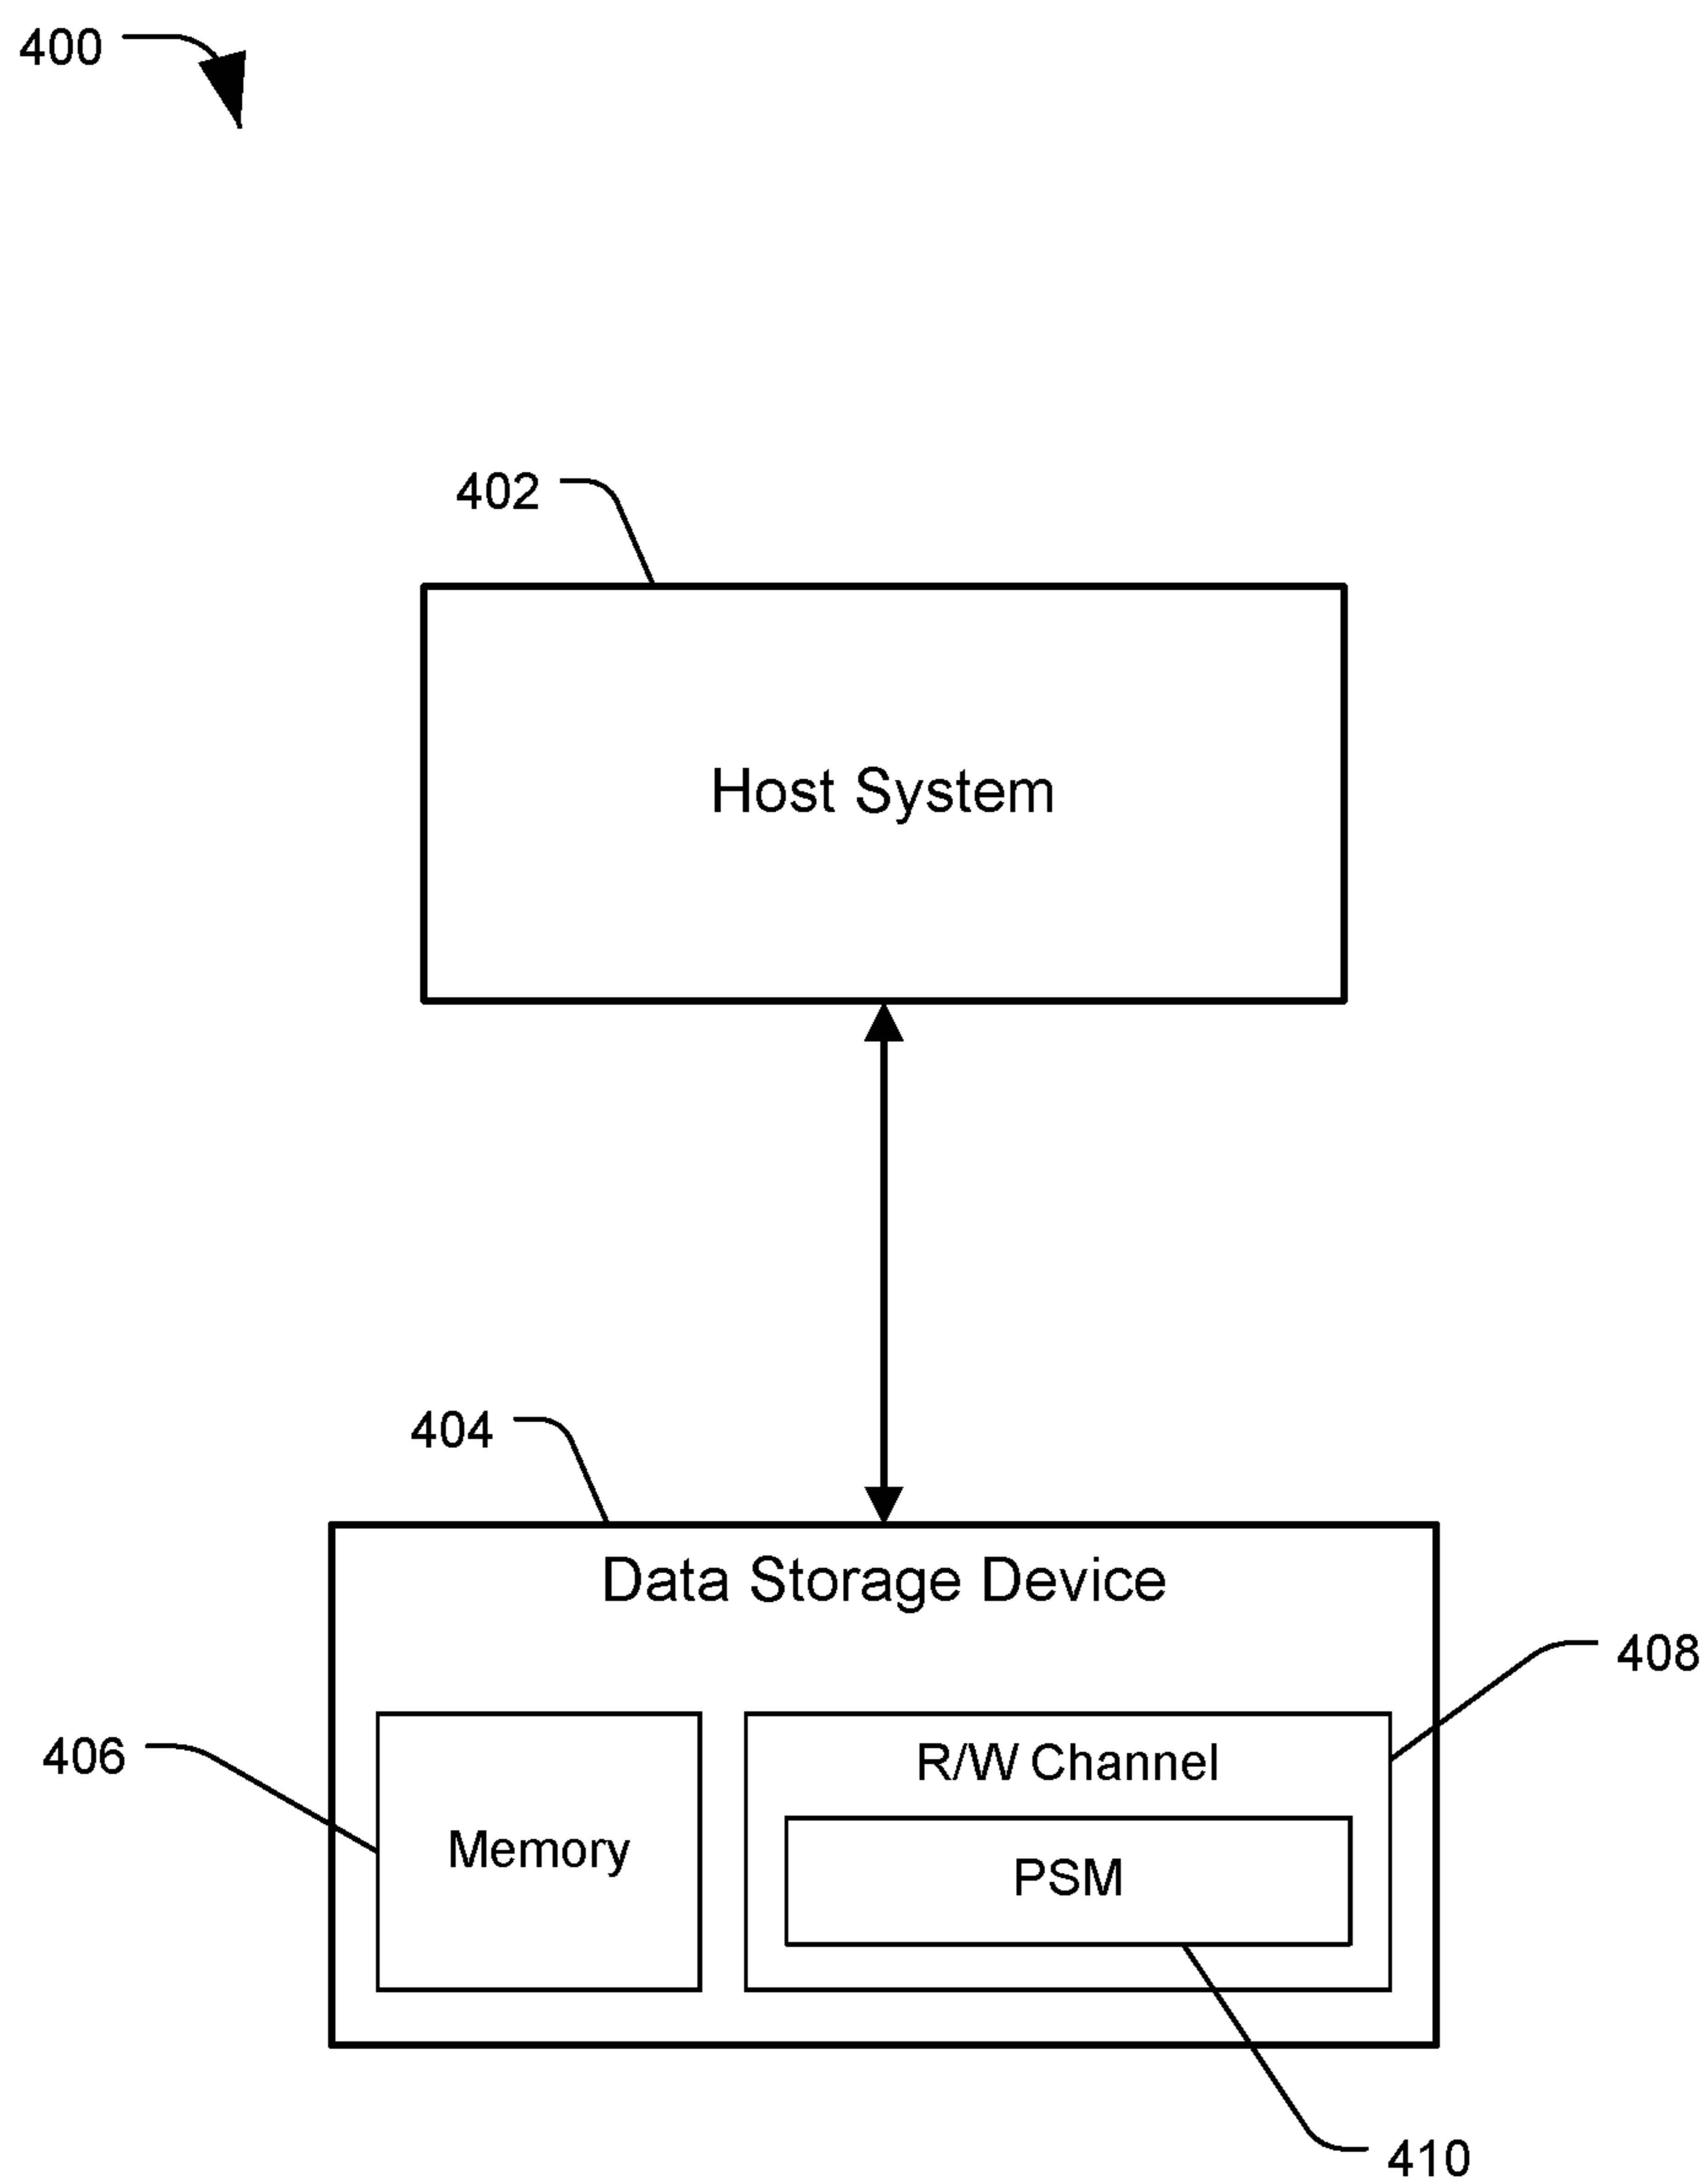 400
402
Host System
404
Data Storage Device
408
R/W Channel
406
Memory
PSM
410